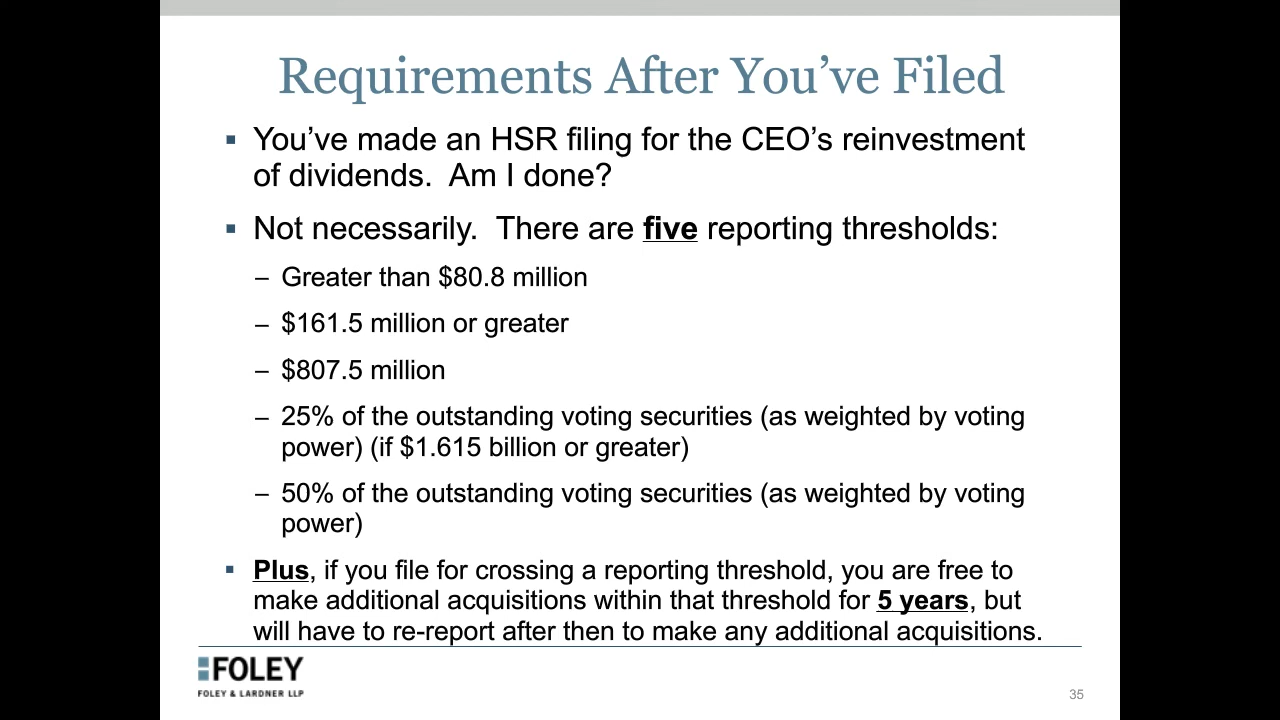 Requirements After You’ve Filed
▪ You’ve made an HSR filing for the CEO’s reinvestment
of dividends.  Am I done?
▪ Not necessarily.  There are five reporting thresholds:
– Greater than $80.8 million
– $161.5 million or greater
– $807.5 million
– 25% of the outstanding voting securities (as weighted by voting
power) (if $1.615 billion or greater)
– 50% of the outstanding voting securities (as weighted by voting
power)
▪ Plus, if you file for crossing a reporting threshold, you are free to
make additional acquisitions within that threshold for 5 years, but
will have to re-report after then to make any additional acquisitions.
FOLEY
FOLEY & LARDNER LLP
35